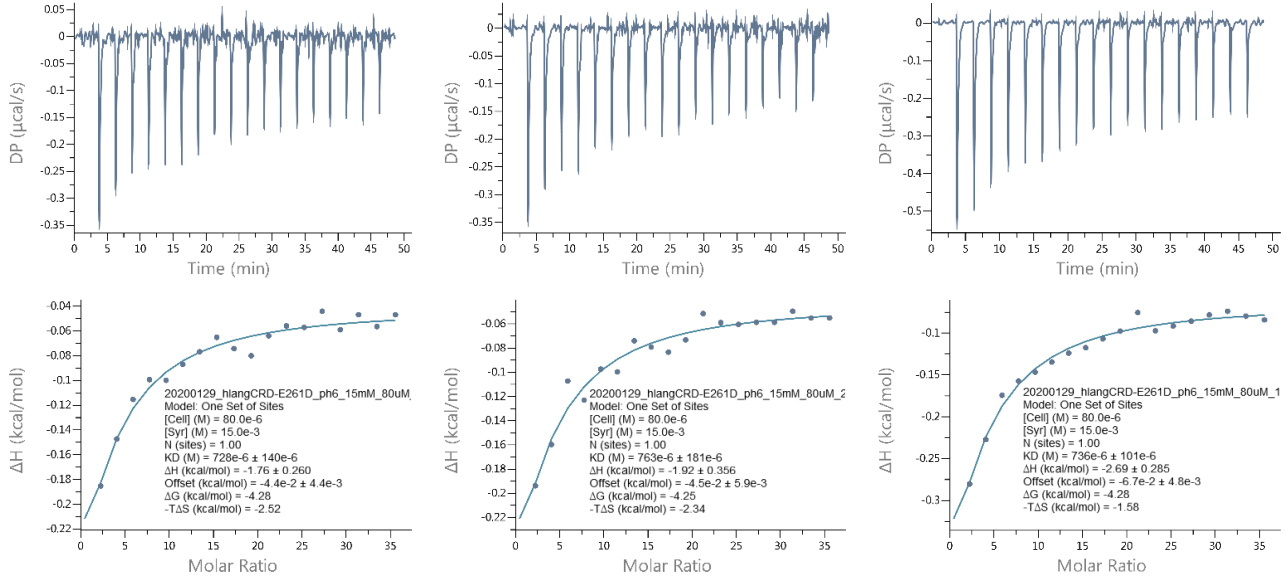 0.05
0
-0.05
-0.1
-0.15
-0.2
-0.25
-0.3
-0.35
DP (µcal/s)
0 5 10 15 20 25 30 35 40 45 50
Time (min)
0.05
0
-0.05
-0.1
-0.15
-0.2
-0.25
-0.3
-0.35
DP (µcal/s)
0 5 10 15 20 25 30 35 40 45 50
Time (min)
0
-0.1
-0.2
-0.3
-0.4
-0.5
DP (µcal/s)
0 5 10 15 20 25 30 35 40 45 50
Time (min)
-0.04
-0.06
-0.08
-0.1
-0.12
-0.14
-0.16
-0.18
-0.2
-0.22
ΔH (kcal/mol)
20200129_hlangCRD-E261D_ph6_15mM_80uM_
Model: One Set of Sites
[Cell] (M) = 80.0e-6
[Syr] (M) = 15.0e-3
N (sites) = 1.00
KD (M) = 728e-6 ± 140e-6
ΔH (kcal/mol) = -1.76 ± 0.260
Offset (kcal/mol) = -4.4e-2 ± 4.4e-3
ΔG (kcal/mol) = -4.28
-TΔS (kcal/mol) = -2.52
0 5 10 15 20 25 30 35
Molar Ratio
-0.06
-0.08
-0.1
-0.12
-0.14
-0.16
-0.18
-0.2
-0.22
ΔH (kcal/mol)
20200129_hlangCRD-E261D_ph6_15mM_80uM_2
Model: One Set of Sites
[Cell] (M) = 80.0e-6
[Syr] (M) = 15.0e-3
N (sites) = 1.00
KD (M) = 763e-6 ± 181e-6
ΔH (kcal/mol) = -1.92 ± 0.356
Offset (kcal/mol) = -4.5e-2 ± 5.9e-3
ΔG (kcal/mol) = -4.25
-TΔS (kcal/mol) = -2.34
0 5 10 15 20 25 30 35
Molar Ratio
-0.1
-0.15
-0.2
-0.25
-0.3
ΔH (kcal/mol)
20200129_hlangCRD-E261D_ph6_15mM_80uM_1
Model: One Set of Sites
[Cell] (M) = 80.0e-6
[Syr] (M) = 15.0e-3
N (sites) = 1.00
KD (M) = 736e-6 ± 101e-6
ΔH (kcal/mol) = -2.69 ± 0.285
Offset (kcal/mol) = -6.7e-2 ± 4.8e-3
ΔG (kcal/mol) = -4.28
-TΔS (kcal/mol) = -1.58
0 5 10 15 20 25 30 35
Molar Ratio